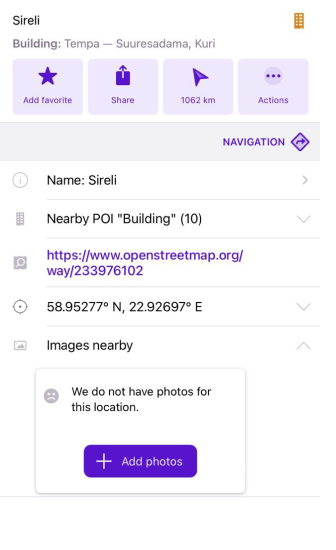 Sireli
Building: Tempa — Suuresadama, Kuri
Add favorite
Share
1062 km
Actions
NAVIGATION
Name: Sireli
Nearby POI "Building" (10)
https://www.openstreetmap.org/
way/233976102
58.95277° N, 22.92697° E
Images nearby
We do not have photos for
this location.
Add photos